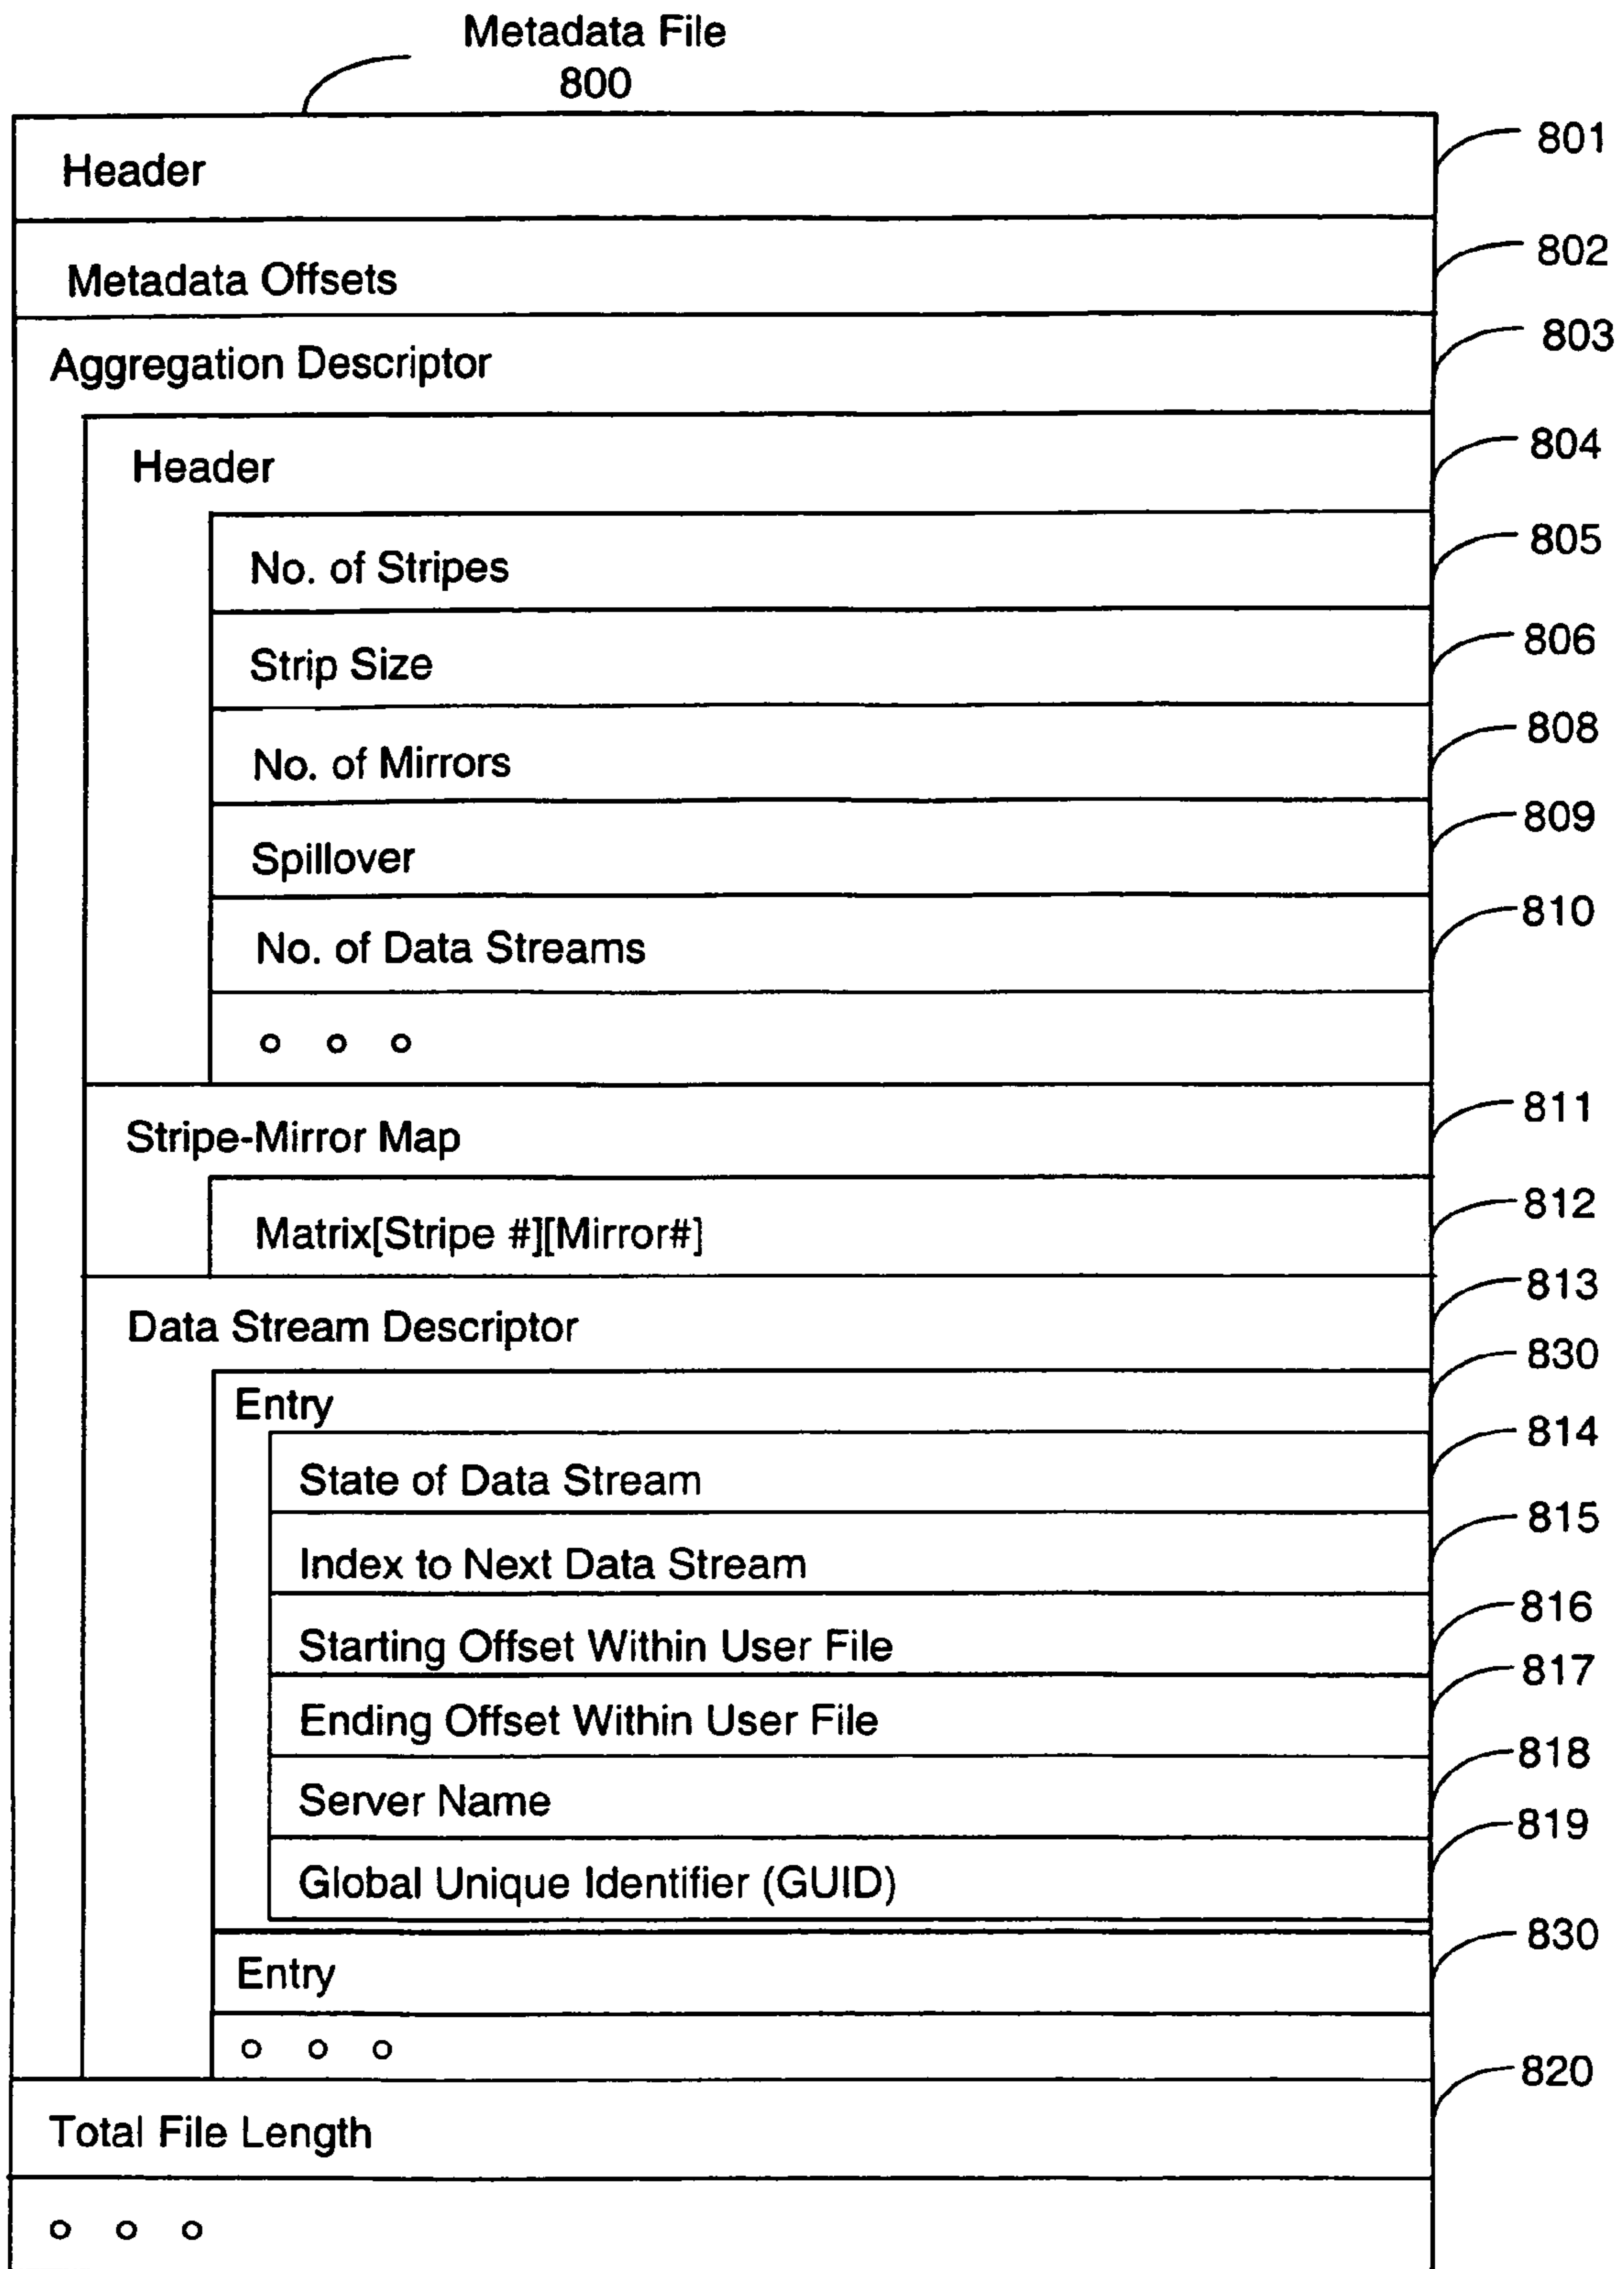 Metadata File
800
Header 801
Metadata Offsets 802
Aggregation Descriptor 803
Header 804
No. of Stripes 805
Strip Size 806
No. of Mirrors 808
Spillover 809
No. of Data Streams 810
Stripe-Mirror Map 811
Matrix[Stripe #][Mirror#] 812
Data Stream Descriptor 813
Entry 830
State of Data Stream 814
Index to Next Data Stream 815
Starting Offset Within User File 816
Ending Offset Within User File 817
Server Name 818
Global Unique Identifier (GUID) 819
Entry 830
Total File Length 820